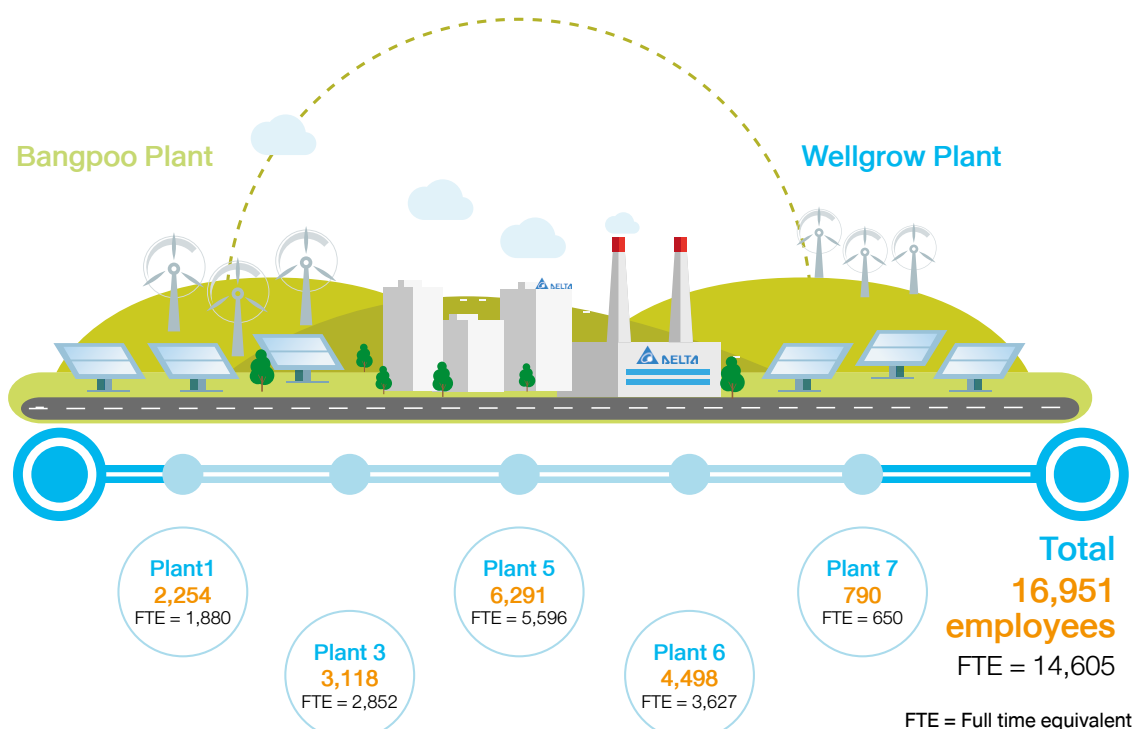 Bangpoo Plant
Wellgrow Plant
DELTA
DELTA
Plant1
2,254
FTE = 1,880
Plant 3
3,118
FTE = 2,852
Plant 5
6,291
FTE = 5,596
Plant 6
4,498
FTE = 3,627
Plant 7
790
FTE = 650
Total
16,951
employees
FTE = 14,605
FTE = Full time equivalent